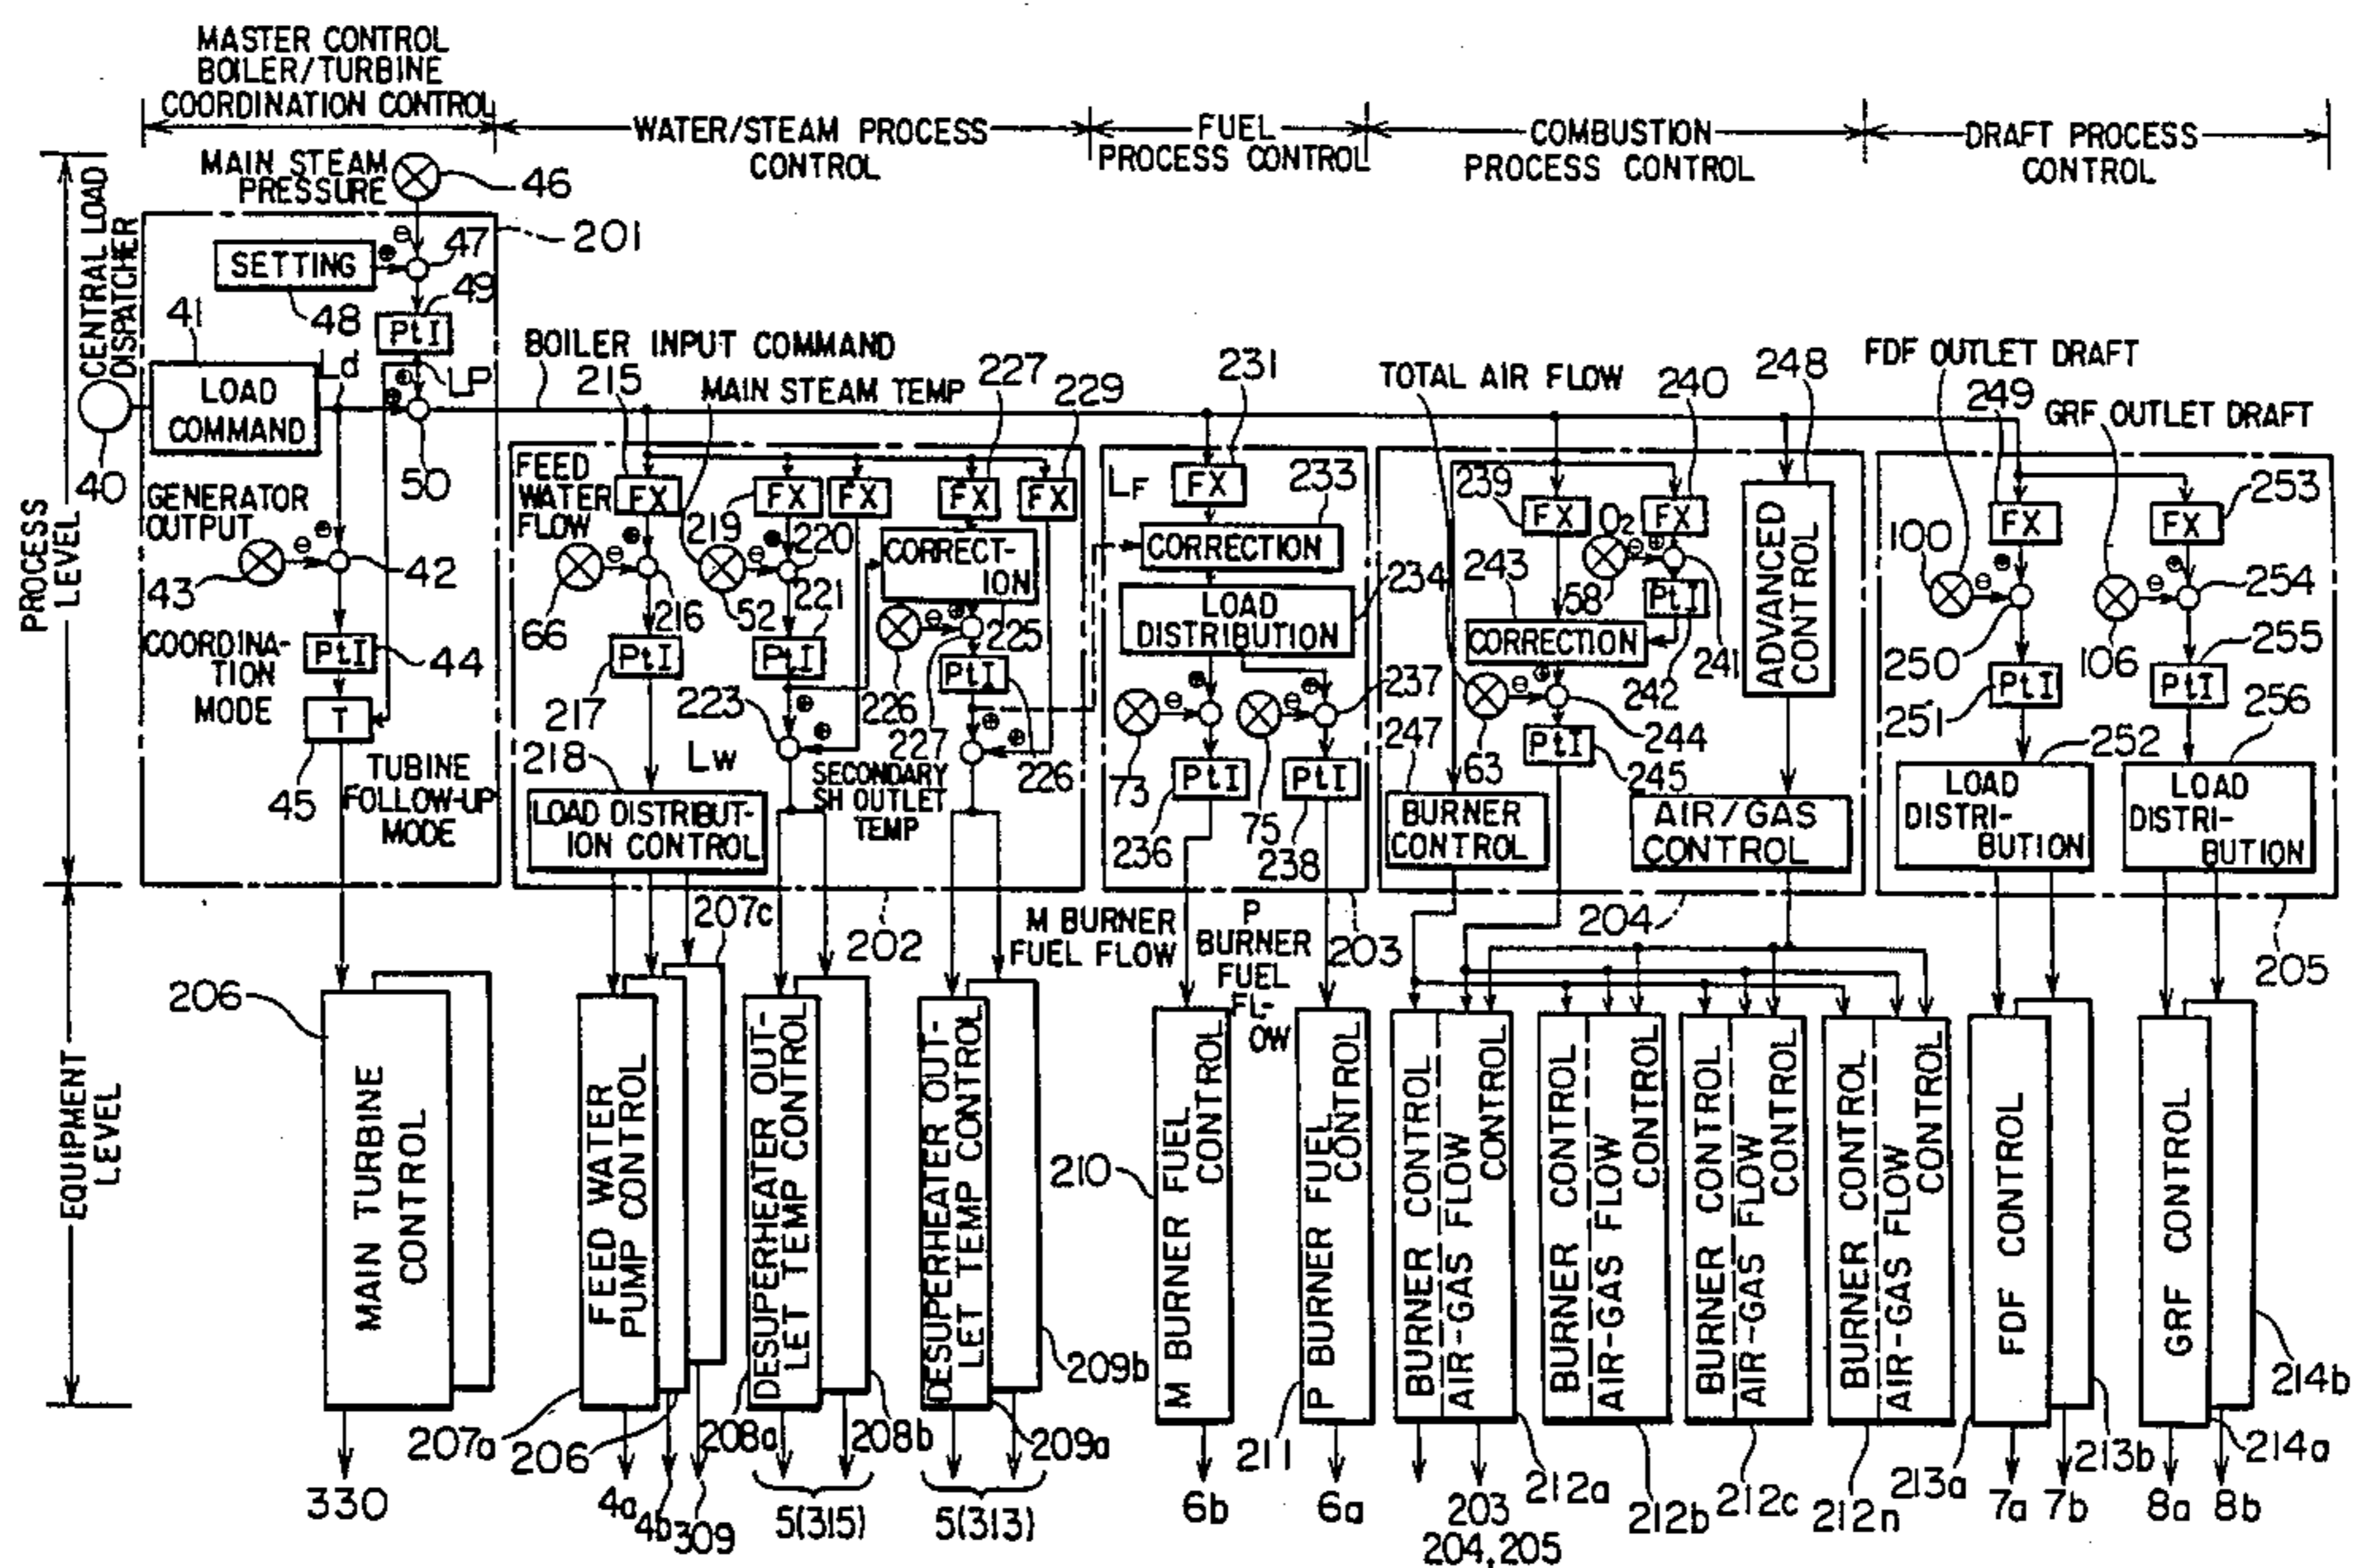 MASTER CONTROL
BOILER/TURBINE
COORDINATION CONTROL
WATER/STEAM PROCESS
CONTROL
FUEL
PROCESS CONTROL
COMBUSTION
PROCESS CONTROL
DRAFT PROCESS
CONTROL
PROCESS
LEVEL
EQUIPMENT
LEVEL
CENTRAL LOAD
DISPATCHER
40
MAIN STEAM
PRESSURE
46
201
SETTING
47
48
49
PtI
41
Ld
LP
LOAD
COMMAND
50
GENERATOR
OUTPUT
43
42
COORDINA-
TION
MODE
PtI
44
T
45
TUBINE
FOLLOW-UP
MODE
BOILER INPUT COMMAND
215
MAIN STEAM TEMP
227
229
FEED
WATER
FLOW
FX
FX
FX
FX
FX
219
220
CORRECT-
ION
66
216
52
221
225
PtI
PtI
PtI
217
223
226
227
226
218
Lw
SECONDARY
SH OUTLET
TEMP
LOAD DISTRIBUT-
ION CONTROL
207c
202
231
LF
FX
233
CORRECTION
234
LOAD
DISTRIBUTION
237
73
75
PtI
PtI
236
238
M BURNER
FUEL FLOW
P
BURNER
FUEL
FL-
OW
203
TOTAL AIR FLOW
240
248
239
FX
FX
O2
58
243
PtI
241
CORRECTION
242
ADVANCED
CONTROL
247
63
244
PtI
245
BURNER
CONTROL
AIR/GAS
CONTROL
204
FDF OUTLET DRAFT
249
GRF OUTLET DRAFT
FX
FX
253
100
254
250
106
255
251
PtI
PtI
252
256
LOAD
DISTRI-
BUTION
LOAD
DISTRI-
BUTION
205
206
MAIN TURBINE
CONTROL
330
FEED WATER
PUMP CONTROL
207a
206
4a
4b
309
DESUPERHEATER OUT-
LET TEMP CONTROL
208a
208b
5(315)
DESUPERHEATER OUT-
LET TEMP CONTROL
209b
209a
5(313)
210
M BURNER FUEL
CONTROL
6b
211
P BURNER FUEL
CONTROL
6a
BURNER CONTROL
AIR-GAS FLOW
CONTROL
212a
203
204,205
BURNER CONTROL
AIR-GAS FLOW
CONTROL
212b
BURNER CONTROL
AIR-GAS FLOW
CONTROL
212c
BURNER CONTROL
AIR-GAS FLOW
CONTROL
212n
FDF CONTROL
213a
213b
7a
7b
GRF CONTROL
214b
214a
8a
8b